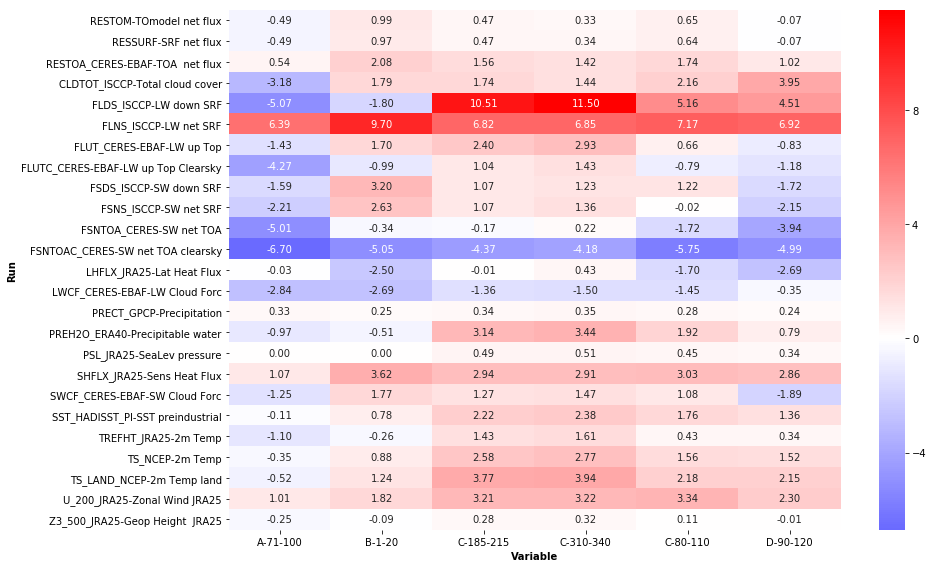 RESTOM-TOmodel net flux -0.49 0.99 0.47 0.33 0.65 -0.07
RESSURF-SRF net flux -0.49 0.97 0.47 0.34 0.64 -0.07
RESTOA_CERES-EBAF-TOA  net flux 0.54 2.08 1.56 1.42 1.74 1.02
CLDTOT_ISCCP-Total cloud cover -3.18 1.79 1.74 1.44 2.16 3.95
FLDS_ISCCP-LW down SRF -5.07 -1.80 10.51 11.50 5.16 4.51
8
FLNS_ISCCP-LW net SRF 6.39 9.70 6.82 6.85 7.17 6.92
FLUT_CERES-EBAF-LW up Top -1.43 1.70 2.40 2.93 0.66 -0.83
FLUTC_CERES-EBAF-LW up Top Clearsky -4.27 -0.99 1.04 1.43 -0.79 -1.18
FSDS_ISCCP-SW down SRF -1.59 3.20 1.07 1.23 1.22 -1.72
FSNS_ISCCP-SW net SRF -2.21 2.63 1.07 1.36 -0.02 -2.15
4
FSNTOA_CERES-SW net TOA -5.01 -0.34 -0.17 0.22 -1.72 -3.94
FSNTOAC_CERES-SW net TOA clearsky -6.70 -5.05 -4.37 -4.18 -5.75 -4.99
Run
LHFLX_JRA25-Lat Heat Flux -0.03 -2.50 -0.01 0.43 -1.70 -2.69
LWCF_CERES-EBAF-LW Cloud Forc -2.84 -2.69 -1.36 -1.50 -1.45 -0.35
PRECT_GPCP-Precipitation 0.33 0.25 0.34 0.35 0.28 0.24
PREH2O_ERA40-Precipitable water -0.97 -0.51 3.14 3.44 1.92 0.79
0
PSL_JRA25-SeaLev pressure 0.00 0.00 0.49 0.51 0.45 0.34
SHFLX_JRA25-Sens Heat Flux 1.07 3.62 2.94 2.91 3.03 2.86
SWCF_CERES-EBAF-SW Cloud Forc -1.25 1.77 1.27 1.47 1.08 -1.89
SST_HADISST_PI-SST preindustrial -0.11 0.78 2.22 2.38 1.76 1.36
TREFHT_JRA25-2m Temp -1.10 -0.26 1.43 1.61 0.43 0.34
−4
TS_NCEP-2m Temp -0.35 0.88 2.58 2.77 1.56 1.52
TS_LAND_NCEP-2m Temp land -0.52 1.24 3.77 3.94 2.18 2.15
U_200_JRA25-Zonal Wind JRA25 1.01 1.82 3.21 3.22 3.34 2.30
Z3_500_JRA25-Geop Height  JRA25 -0.25 -0.09 0.28 0.32 0.11 -0.01
A-71-100 B-1-20 C-185-215 C-310-340 C-80-110 D-90-120
Variable